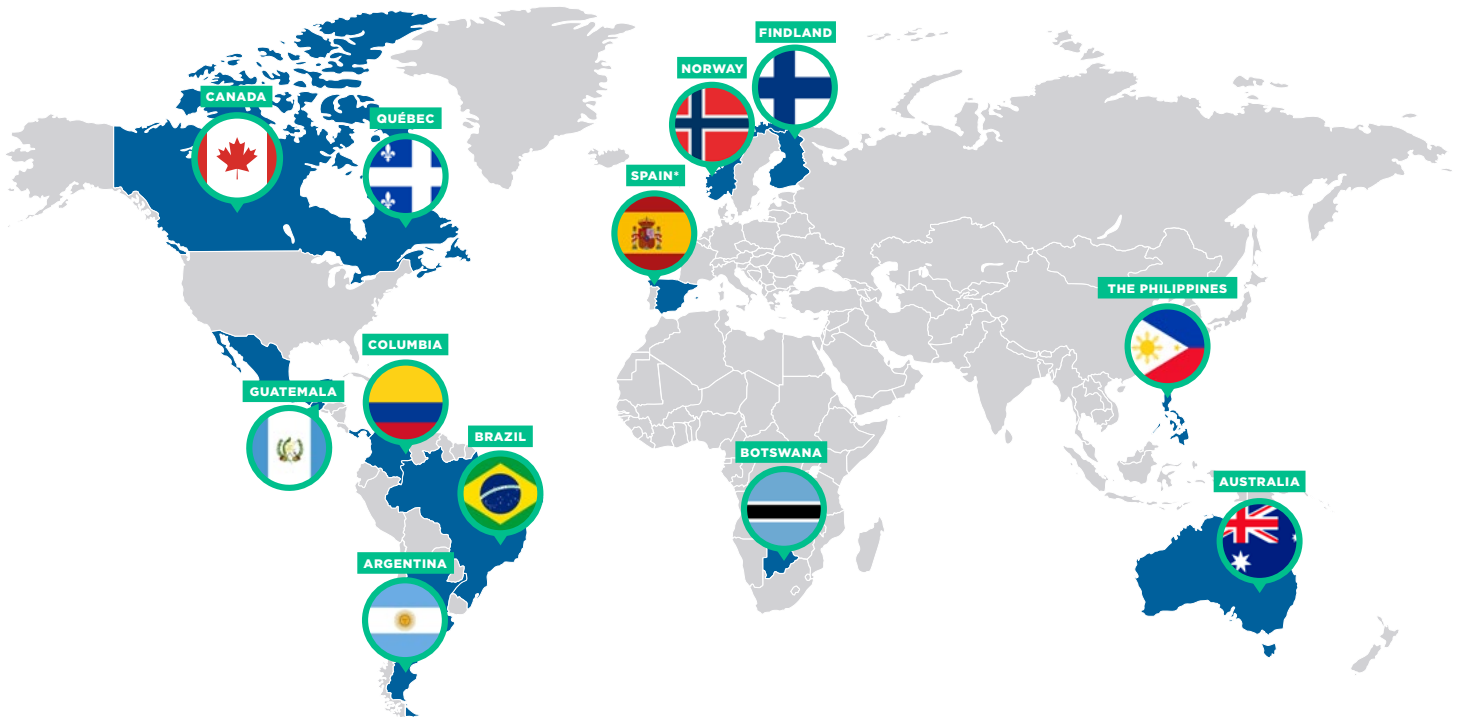 FINDLAND
NORWAY
CANADA
QUÉBEC
SPAIN*
THE PHILIPPINES
COLUMBIA
GUATEMALA
BRAZIL
BOTSWANA
AUSTRALIA
ARGENTINA